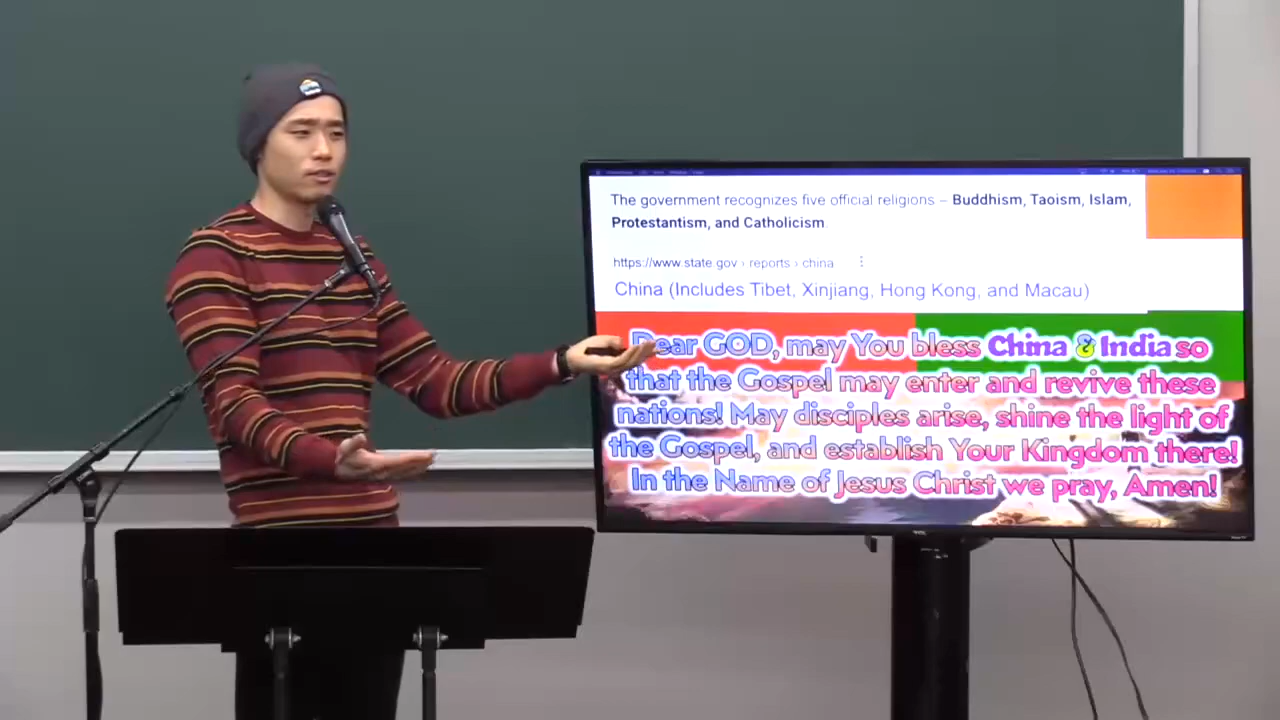 The government recognizes five official religions – Buddhism, Taoism, Islam,
Protestantism, and Catholicism.
https://www.state.gov › reports › china
China (Includes Tibet, Xinjiang, Hong Kong, and Macau)
Dear GOD, may You bless China & India so
that the Gospel may enter and revive these
nations! May disciples arise, shine the light of
the Gospel, and establish Your Kingdom there!
In the Name of Jesus Christ we pray, Amen!